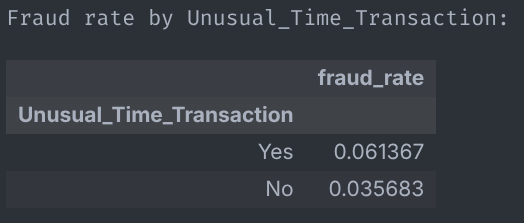 Fraud rate by Unusual_Time_Transaction:
fraud_rate
Unusual_Time_Transaction
Yes 0.061367
No 0.035683